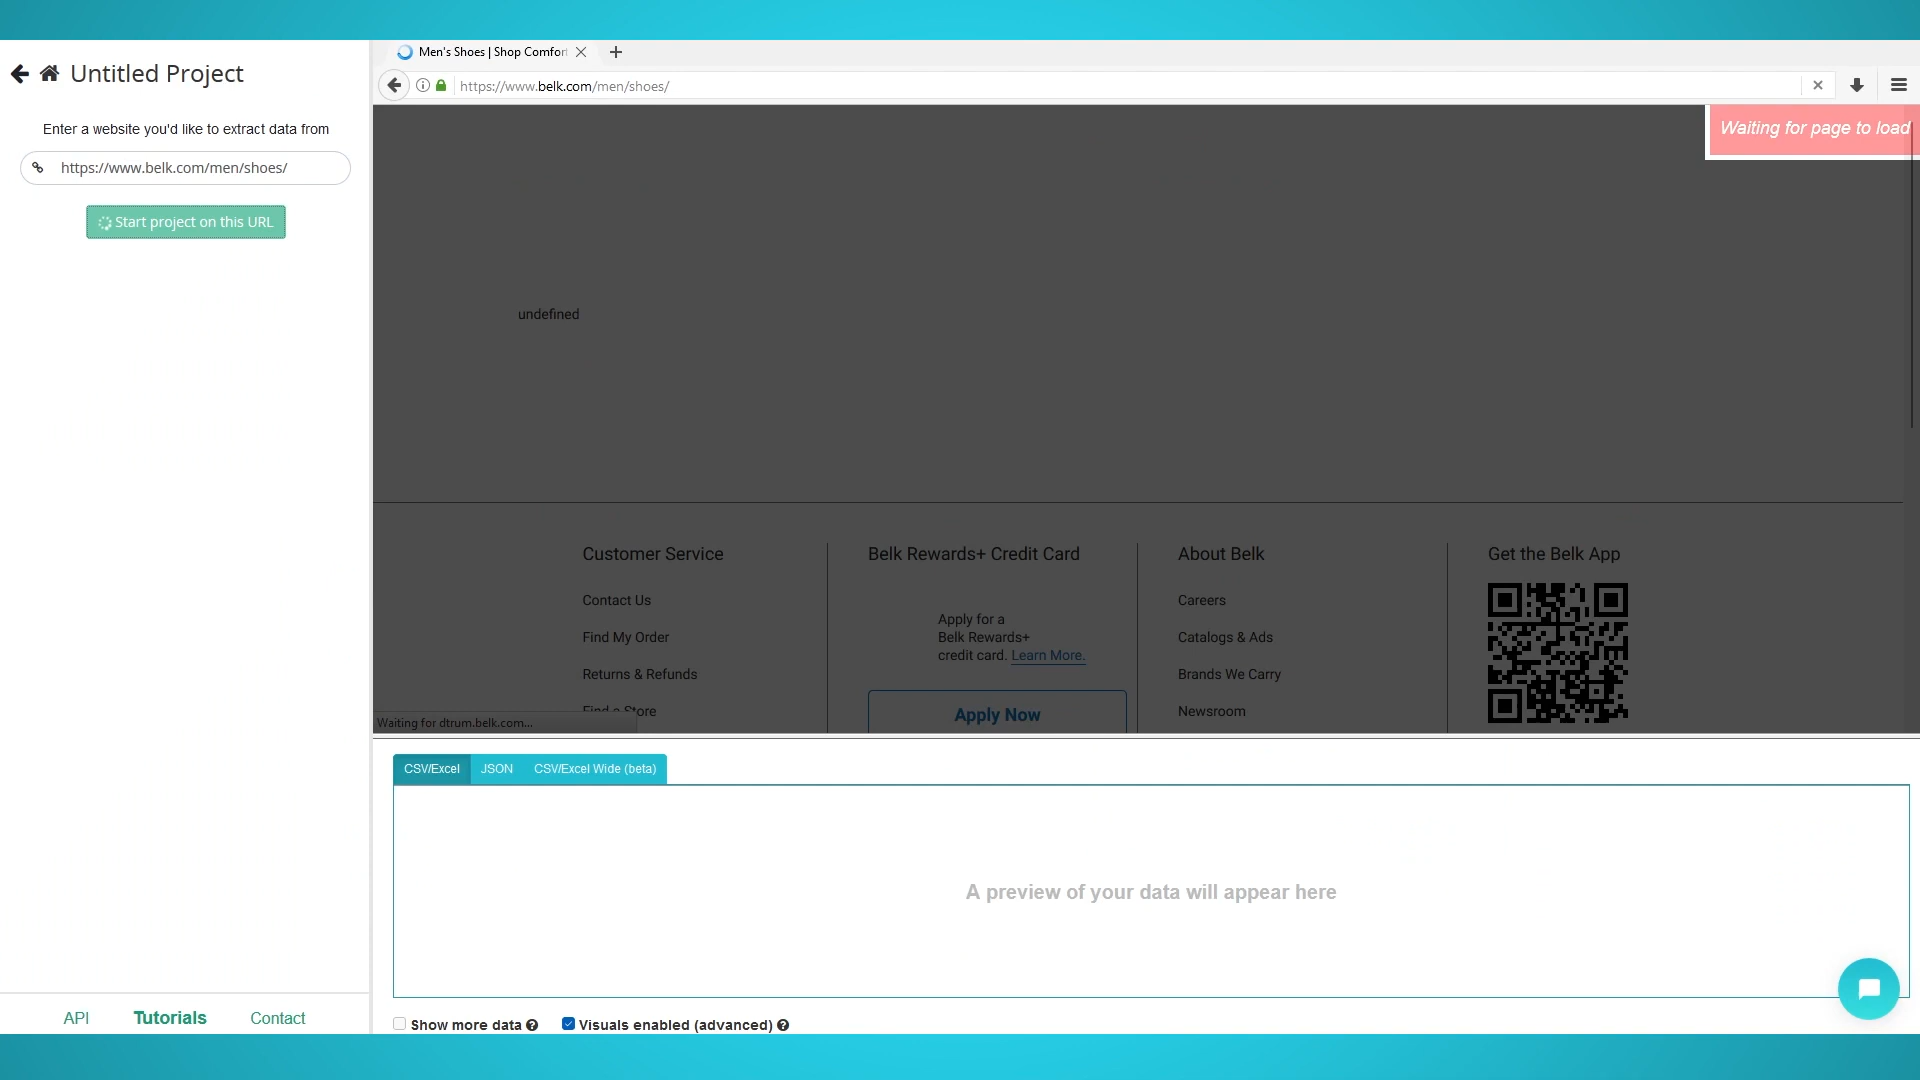 Untitled Project
Enter a website you'd like to extract data from
https://www.belk.com/men/shoes/
Start project on this URL
API
Tutorials
Contact
Men's Shoes | Shop Comfor
https://www.belk.com/men/shoes/
Waiting for page to load
undefined
Customer Service
Contact Us
Find My Order
Returns & Refunds
Find a Store
Belk Rewards+ Credit Card
Apply for a
Belk Rewards+
credit card. Learn More.
Apply Now
About Belk
Careers
Catalogs & Ads
Brands We Carry
Newsroom
Get the Belk App
Waiting for dtrum.belk.com...
CSV/Excel
JSON
CSV/Excel Wide (beta)
A preview of your data will appear here
Show more data
Visuals enabled (advanced)